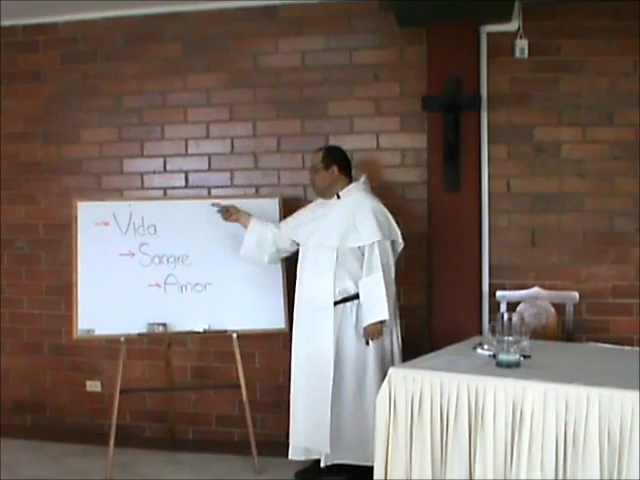 → Vida
→ Sangre
→ Amor